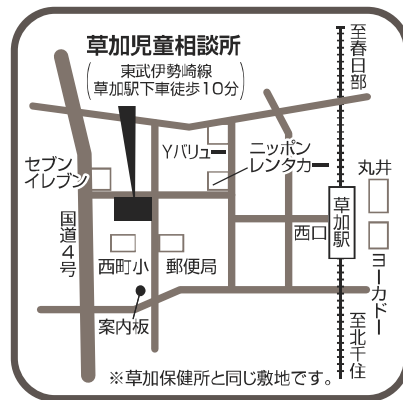 草加児童相談所
東武伊勢崎線
草加駅下車徒歩10分
至春日部
セブン
イレブン
Yバリュー
ニッポン
レンタカー
丸井
国道4号
西町小
郵便局
西口
草加駅
ヨーカドー
案内板
至北千住
※草加保健所と同じ敷地です。